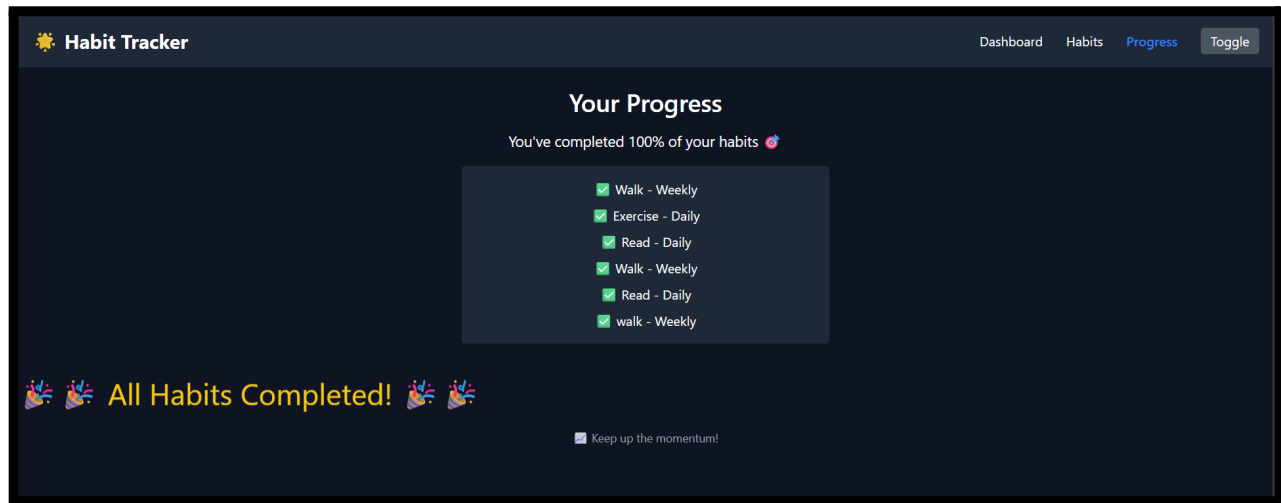 🌟 Habit Tracker
Dashboard Habits Progress Toggle
Your Progress
You've completed 100% of your habits 🎯
✅ Walk - Weekly
✅ Exercise - Daily
✅ Read - Daily
✅ Walk - Weekly
✅ Read - Daily
✅ walk - Weekly
🎉 🎉 All Habits Completed! 🎉 🎉
📈 Keep up the momentum!